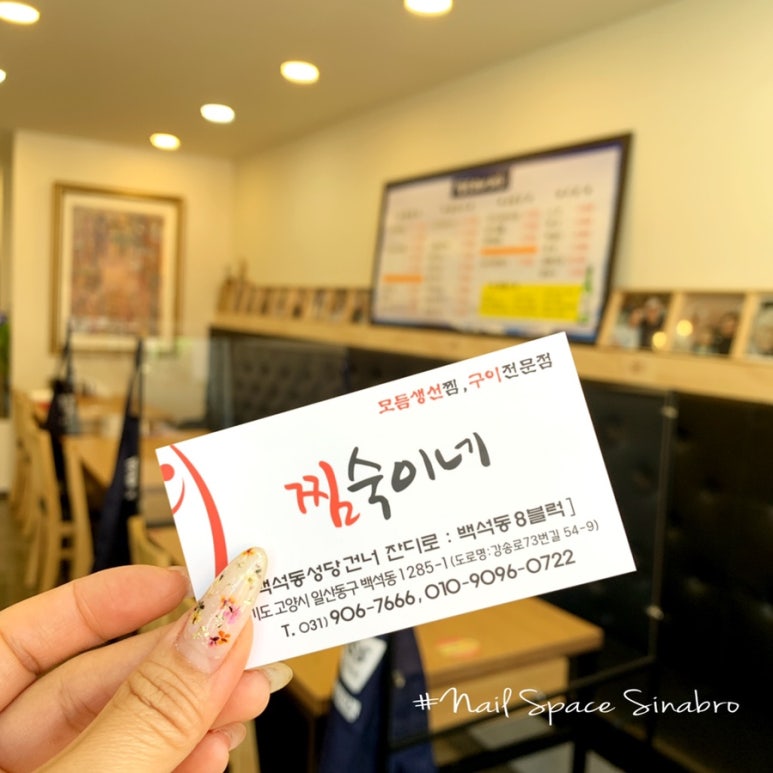 모듬생선찜,구이전문점
찜숙이네
백석동성당건너 잔디로 : 백석동8블럭 ]
기도 고양시 일산동구 백석동1285-1 (도로명:강송로73번길 54-9)
T. 031) 906-7666, 010-9096-0722
#Nail Space Sinabro